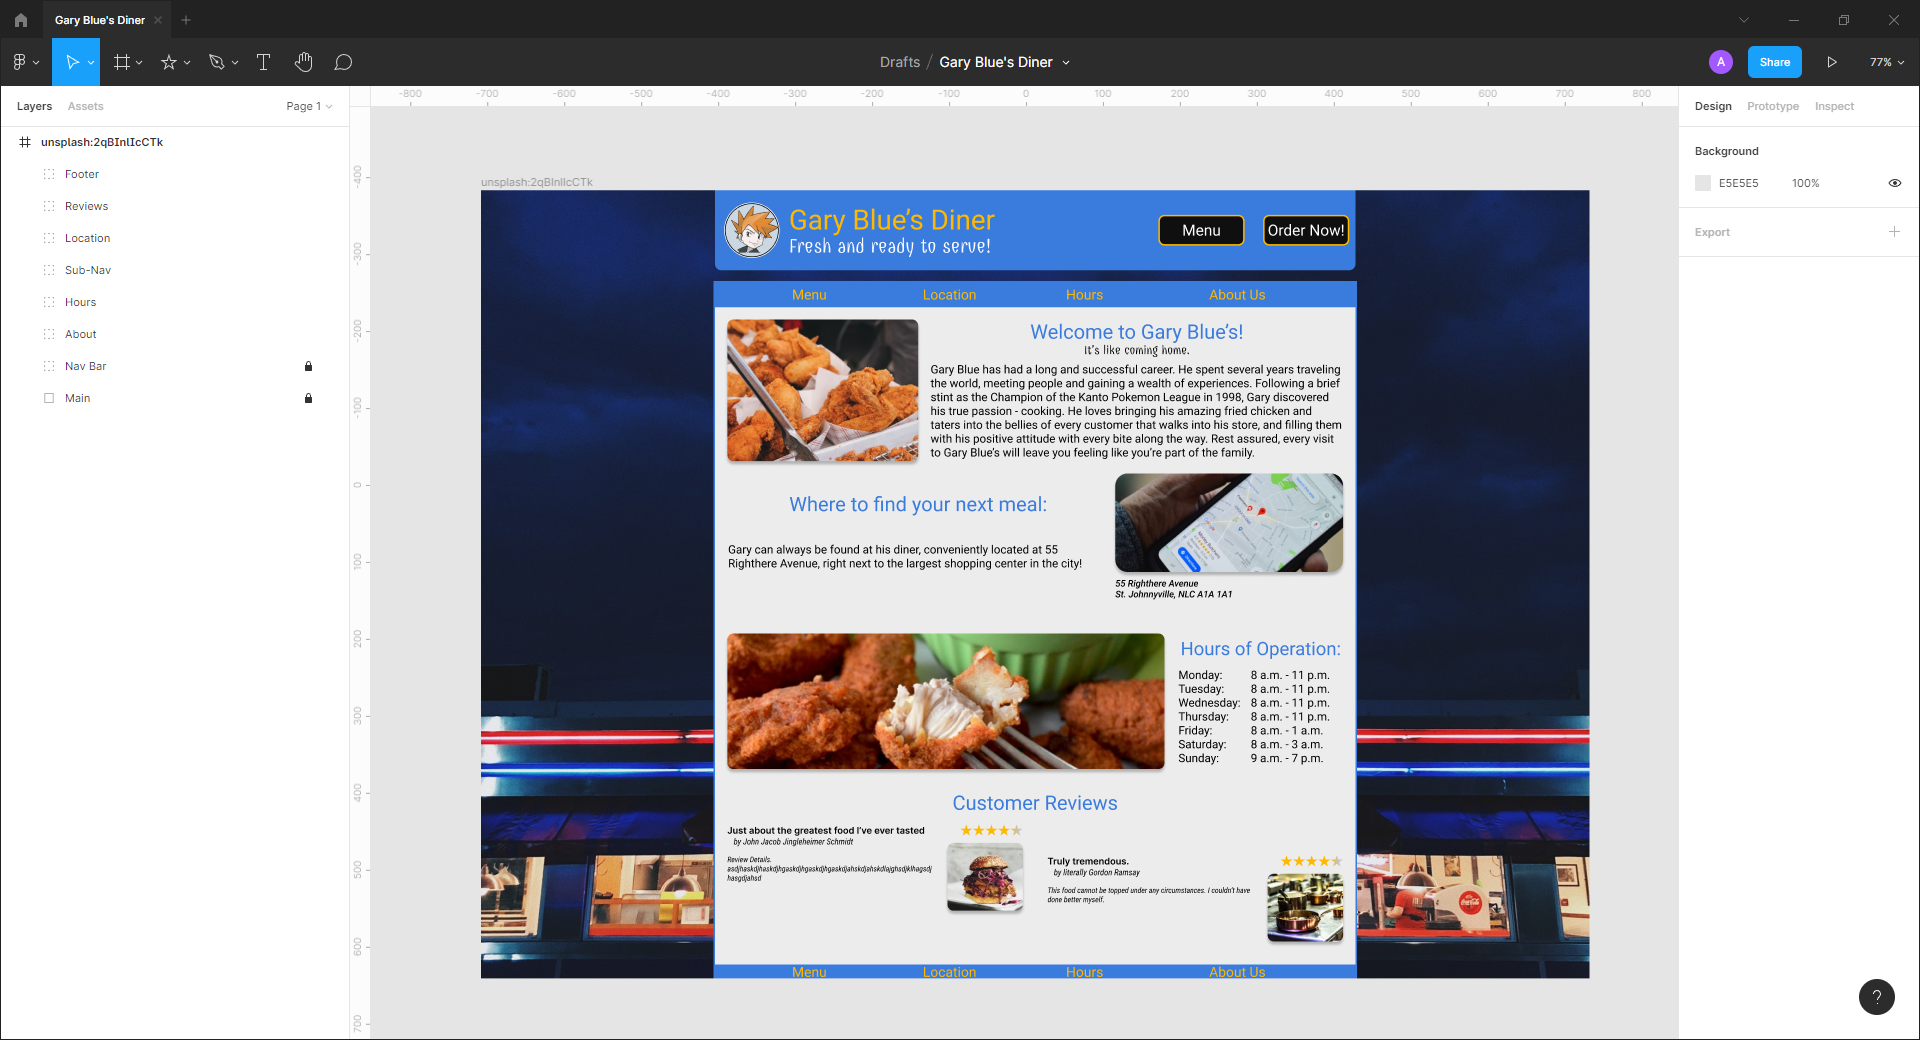 Gary Blue's Diner
Drafts / Gary Blue's Diner
A
Share
77%
Layers
Assets
Page 1
-800 -700 -600 -500 -400 -300 -200 -100 0 100 200 300 400 500 600 700 800
Design
Prototype
Inspect
unsplash:2qBInlIcCTk
Footer
Reviews
Location
Sub-Nav
Hours
About
Nav Bar
Main
-400
-300
-200
-100
0
100
200
300
400
500
600
700
Background
E5E5E5
100%
Export
unsplash:2qBInlIcCTk
Gary Blue's Diner
Fresh and ready to serve!
Menu
Order Now!
Menu
Location
Hours
About Us
Welcome to Gary Blue's!
It's like coming home.
Gary Blue has had a long and successful career. He spent several years traveling
the world, meeting people and gaining a wealth of experiences. Following a brief
stint as the Champion of the Kanto Pokemon League in 1998, Gary discovered
his true passion - cooking. He loves bringing his amazing fried chicken and
taters into the bellies of every customer that walks into his store, and filling them
with his positive attitude with every bite along the way. Rest assured, every visit
to Gary Blue's will leave you feeling like you're part of the family.
Where to find your next meal:
Gary can always be found at his diner, conveniently located at 55
Righthere Avenue, right next to the largest shopping center in the city!
55 Righthere Avenue
St. Johnnyville, NLC A1A 1A1
Hours of Operation:
Monday: 8 a.m. - 11 p.m.
Tuesday: 8 a.m. - 11 p.m.
Wednesday: 8 a.m. - 11 p.m.
Thursday: 8 a.m. - 11 p.m.
Friday: 8 a.m. - 1 a.m.
Saturday: 8 a.m. - 3 a.m.
Sunday: 9 a.m. - 7 p.m.
Customer Reviews
Just about the greatest food I've ever tasted
by John Jacob Jingleheimer Schmidt
Review Details.
hasgdjahsd
Truly tremendous.
by literally Gordon Ramsay
This food cannot be topped under any circumstances. I couldn't have
done better myself.
Coca-Cola
Menu
Location
Hours
About Us
?